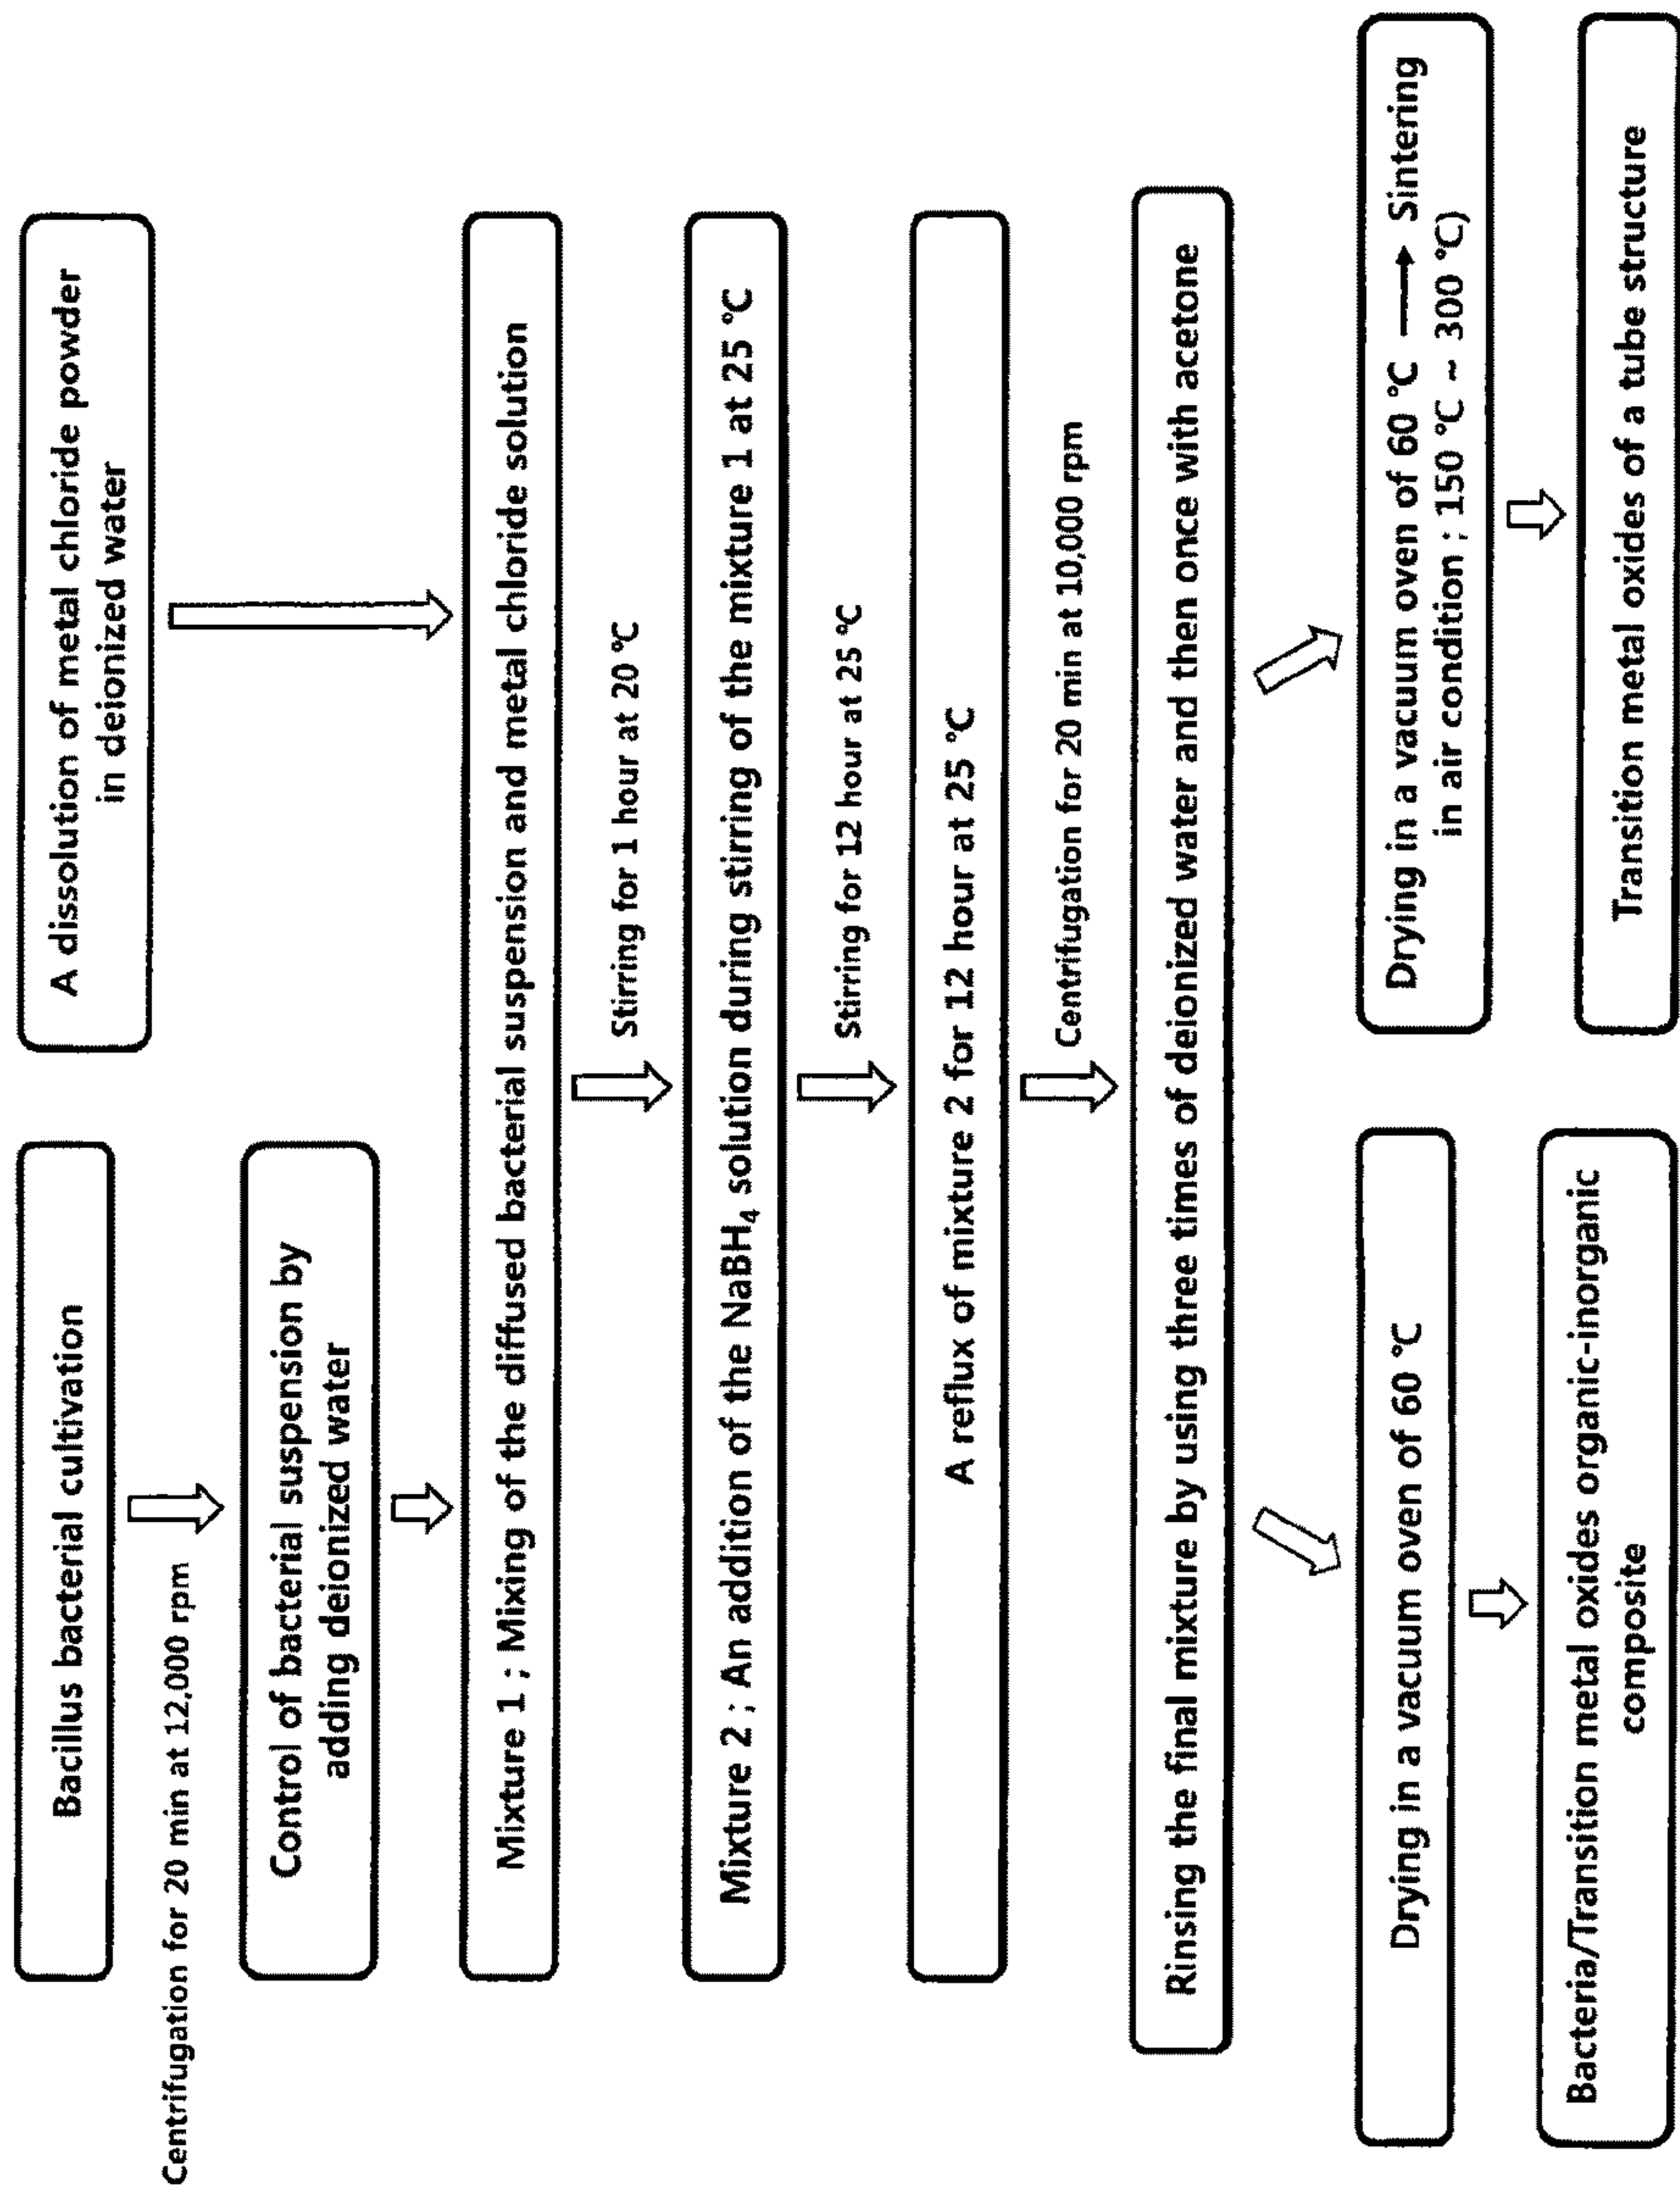 Bacillus bacterial cultivation
A dissolution of metal chloride powder
in deionized water
Centrifugation for 20 min at 12,000 rpm
Control of bacterial suspension by
adding deionized water
Mixture 1 ; Mixing of the diffused bacterial suspension and metal chloride solution
Stirring for 1 hour at 20 ℃
Mixture 2 ; An addition of the NaBH₄ solution during stirring of the mixture 1 at 25 ℃
Stirring for 12 hour at 25 ℃
A reflux of mixture 2 for 12 hour at 25 ℃
Centrifugation for 20 min at 10,000 rpm
Rinsing the final mixture by using three times of deionized water and then once with acetone
Drying in a vacuum oven of 60 ℃
Drying in a vacuum oven of 60 ℃ → Sintering
in air condition ; 150 ℃ ~ 300 ℃)
Bacteria/Transition metal oxides organic-inorganic
composite
Transition metal oxides of a tube structure